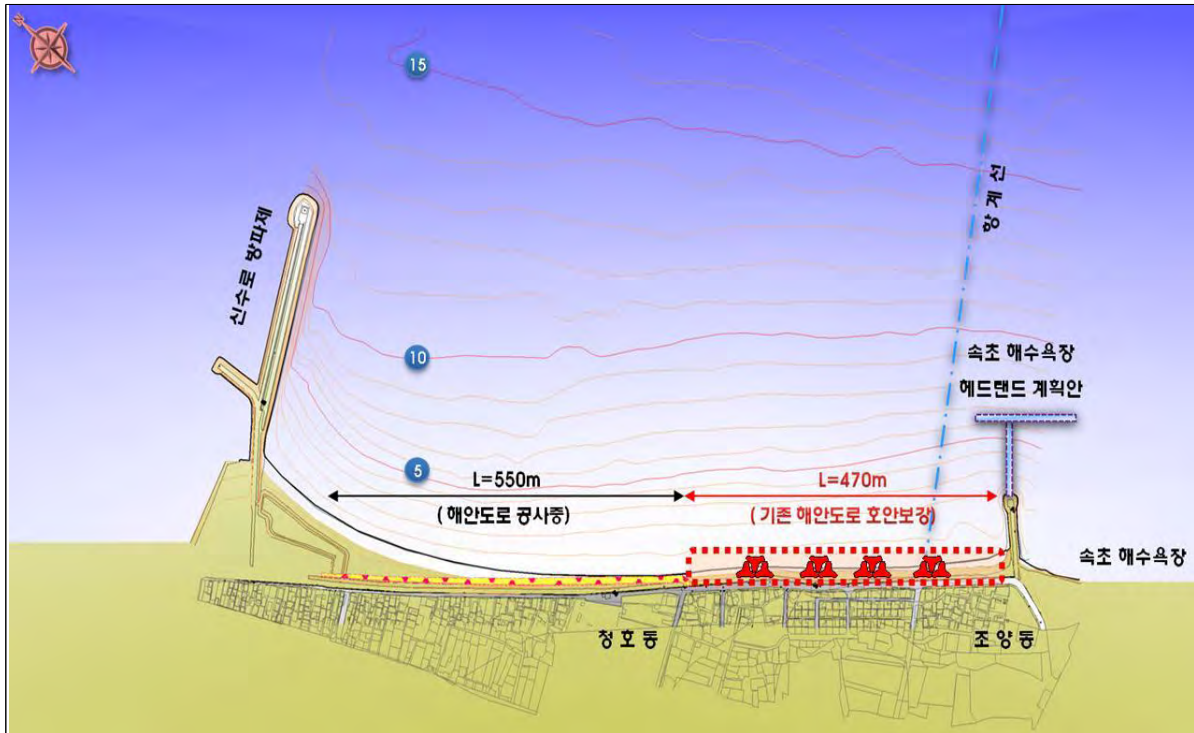 15
항계선
신수로 방파제
10
속초 해수욕장
헤드랜드 계획안
5
L=550m
( 해안도로 공사중)
L=470m
( 기존 해안도로 호안보강)
속초 해수욕장
청호동
조양동